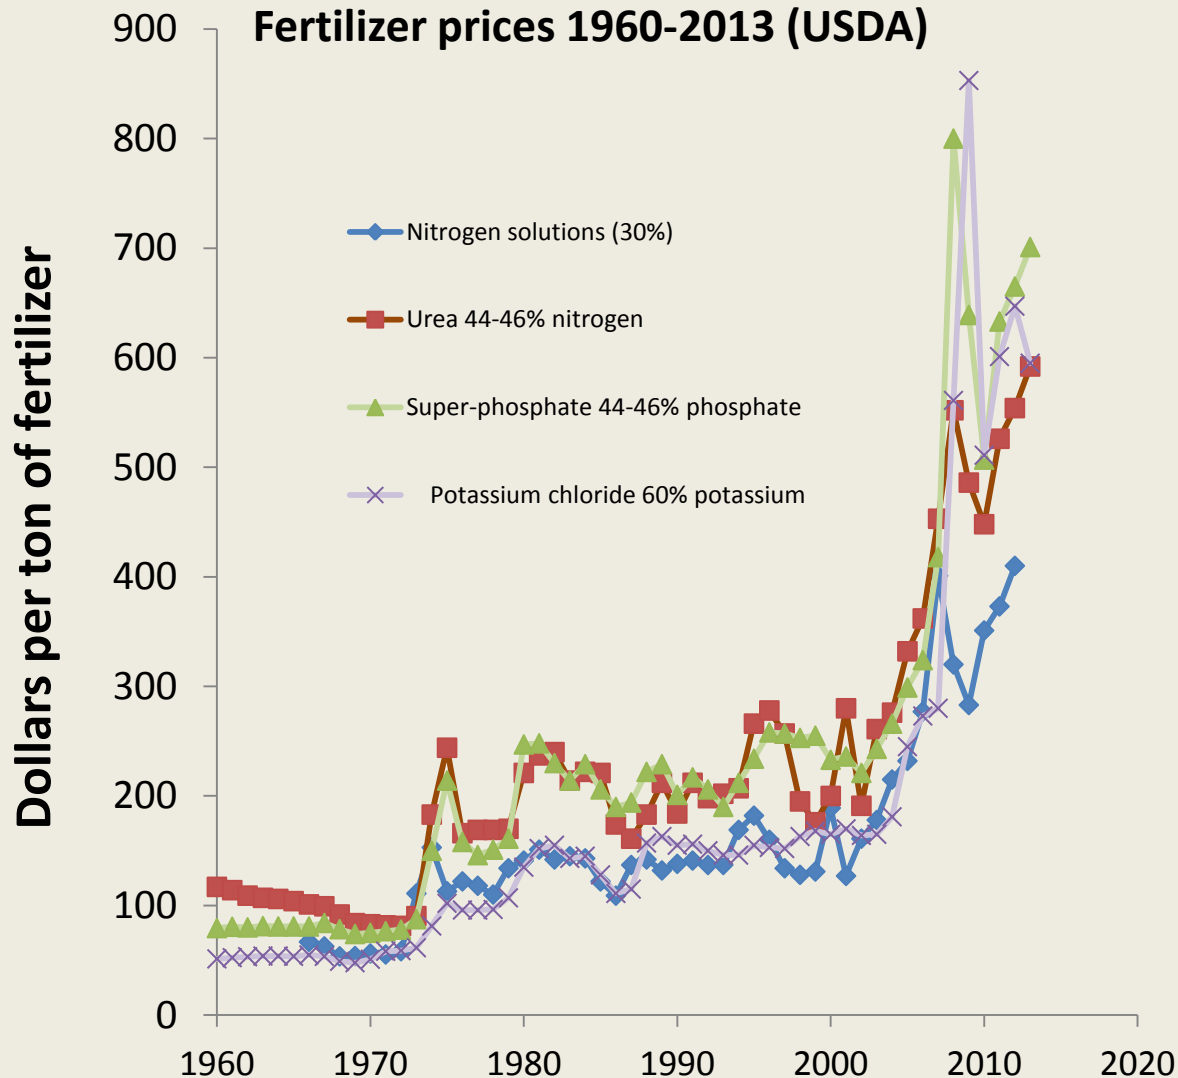 Fertilizer prices 1960-2013 (USDA)
Dollars per ton of fertilizer
900
800
700
600
500
400
300
200
100
0
Nitrogen solutions (30%)
Urea 44-46% nitrogen
Super-phosphate 44-46% phosphate
Potassium chloride 60% potassium
1960 1970 1980 1990 2000 2010 2020